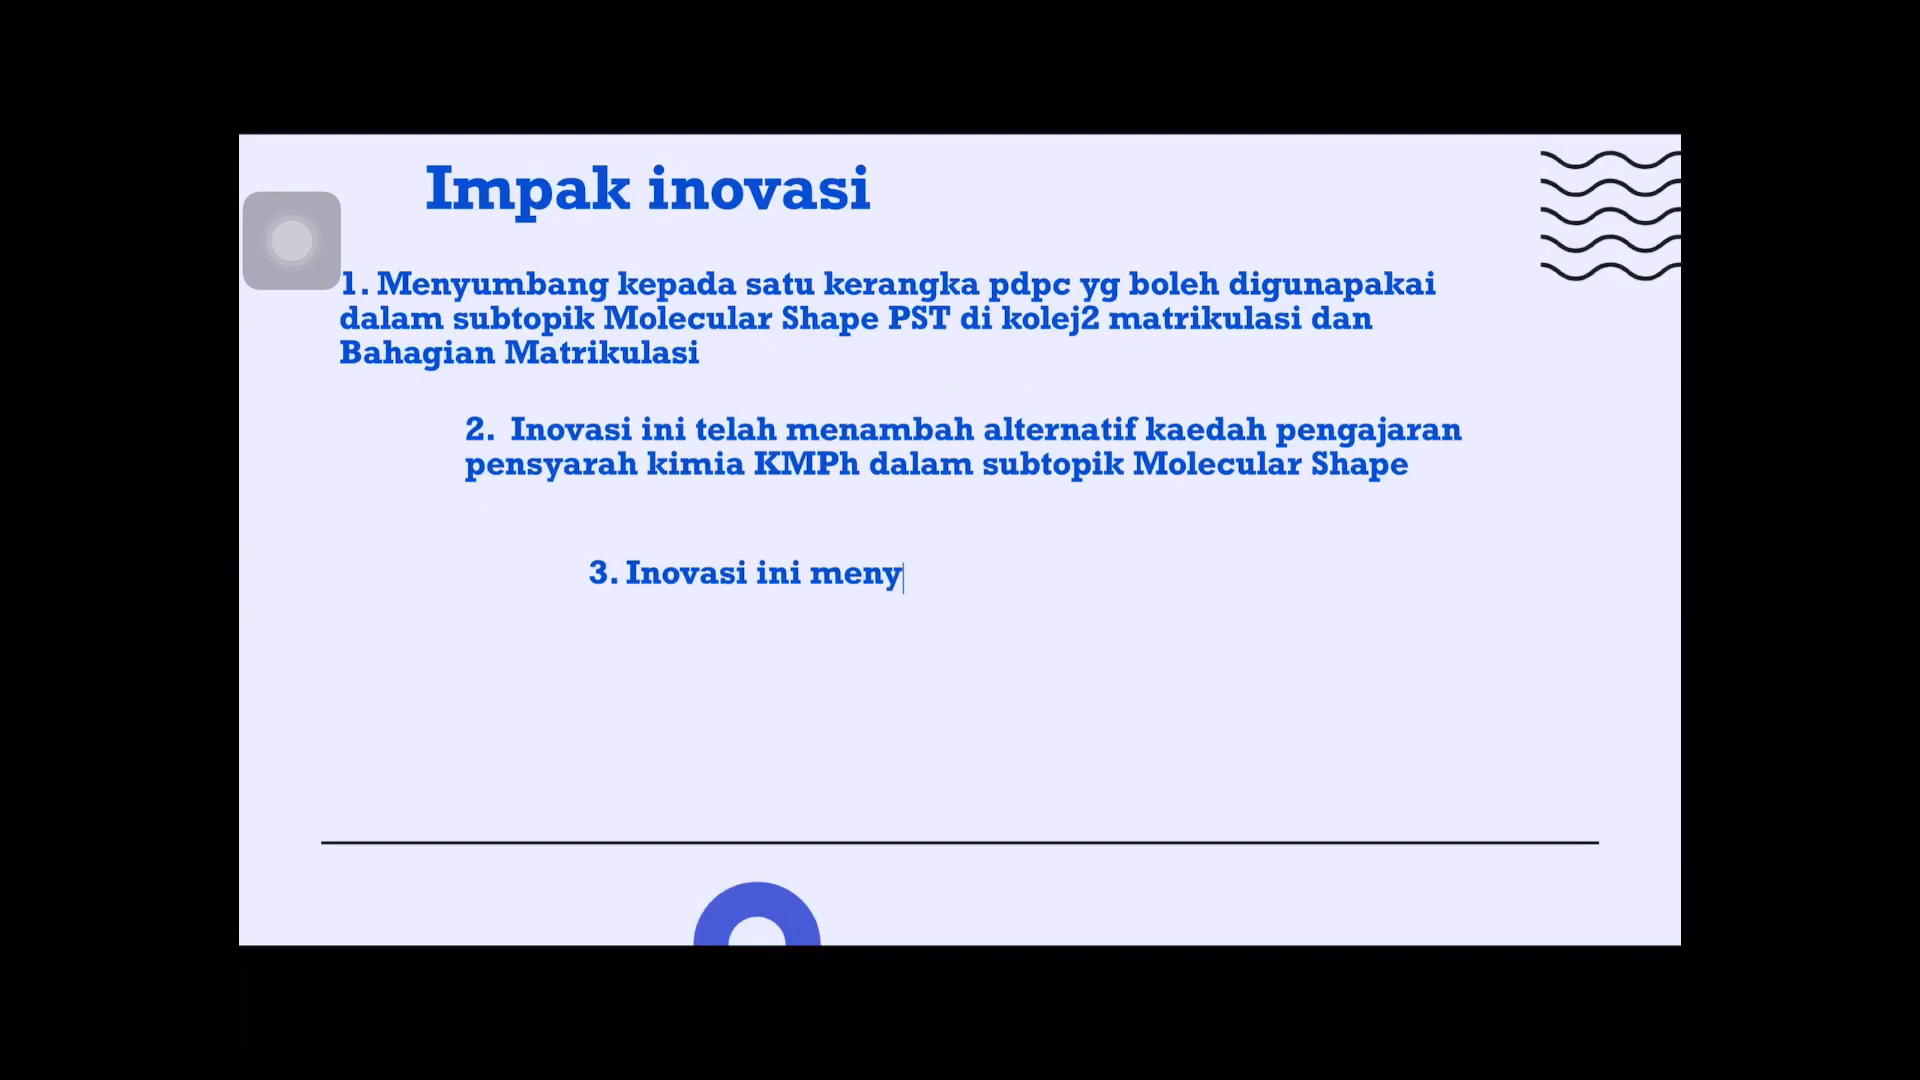 Impak inovasi
1. Menyumbang kepada satu kerangka pdpc yg boleh digunapakai
dalam subtopik Molecular Shape PST di kolej2 matrikulasi dan
Bahagian Matrikulasi
2. Inovasi ini telah menambah alternatif kaedah pengajaran
pensyarah kimia KMPh dalam subtopik Molecular Shape
3. Inovasi ini meny